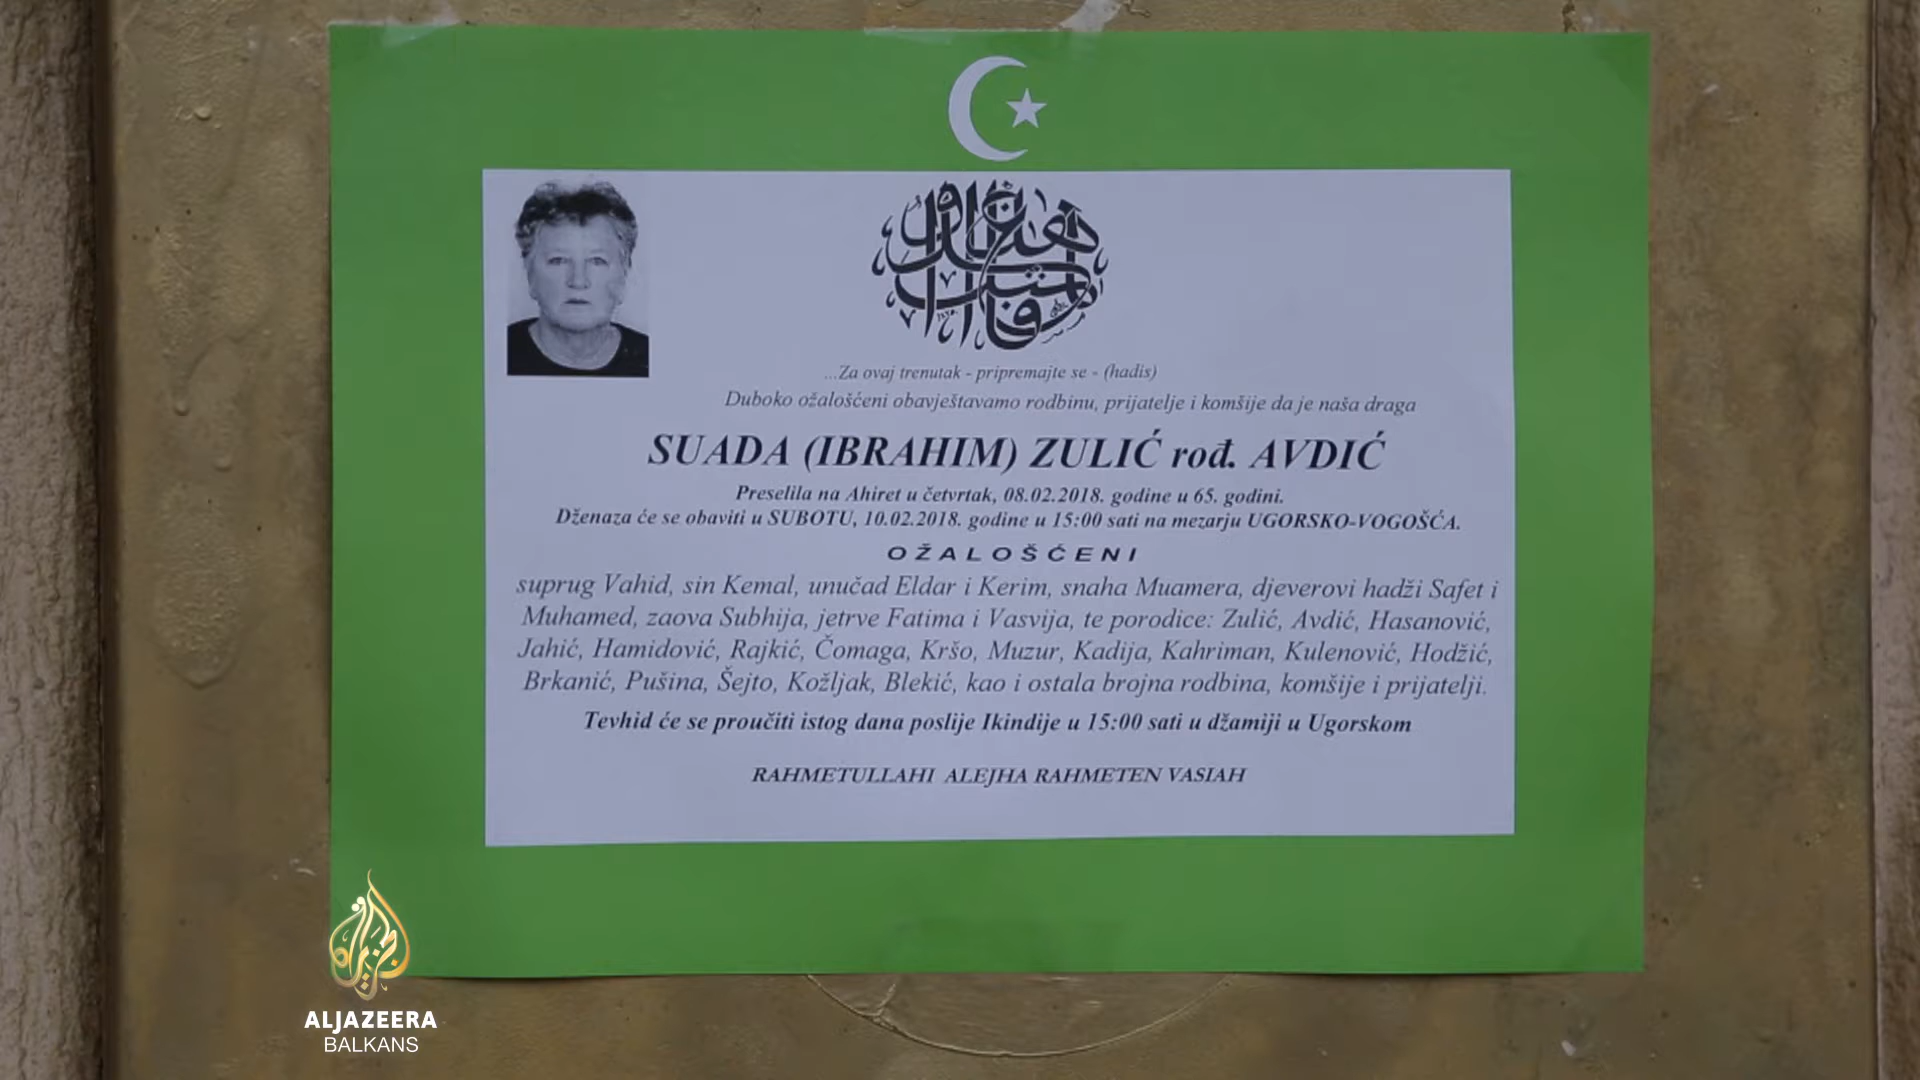 ...Za ovaj trenutak - pripremajte se - (hadis)
Duboko ožalošćeni obavještavamo rodbinu, prijatelje i komšije da je naša draga
SUADA (IBRAHIM) ZULIĆ rođ. AVDIĆ
Preselila na Ahiret u četvrtak, 08.02.2018. godine u 65. godini.
Dženaza će se obaviti u SUBOTU, 10.02.2018. godine u 15:00 sati na mezarju UGORSKO-VOGOŠĆA.
OŽALOŠĆENI
suprug Vahid, sin Kemal, unučad Eldar i Kerim, snaha Muamera, djeverovi hadži Safet i
Muhamed, zaova Subhija, jetrve Fatima i Vasvija, te porodice: Zulić, Avdić, Hasanović,
Jahić, Hamidović, Rajkić, Čomaga, Kršo, Muzur, Kadija, Kahriman, Kulenović, Hodžić,
Brkanić, Pušina, Šejto, Kožljak, Blekić, kao i ostala brojna rodbina, komšije i prijatelji.
Tevhid će se proučiti istog dana poslije Ikindije u 15:00 sati u džamiji u Ugorskom
RAHMETULLAHI ALEJHA RAHMETEN VASIAH
ALJAZEERA
BALKANS